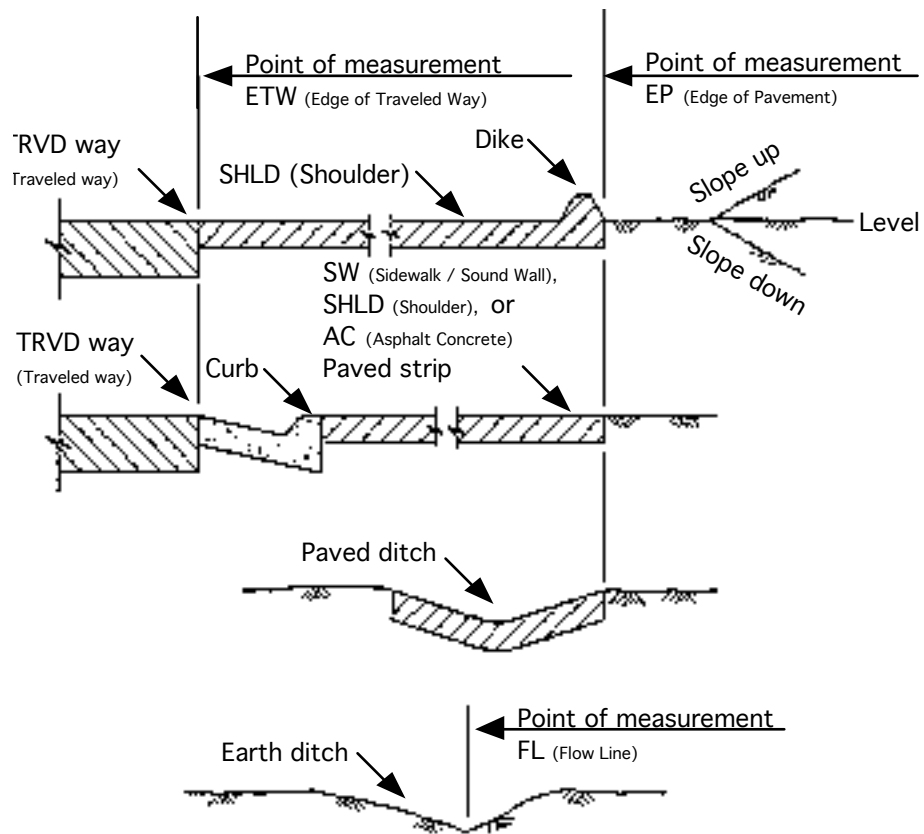 Point of measurement
ETW (Edge of Traveled Way)
Point of measurement
EP (Edge of Pavement)
Dike
TRVD way
Traveled way)
SHLD (Shoulder)
Slope up
Level
Slope down
SW (Sidewalk / Sound Wall),
SHLD (Shoulder), or
AC (Asphalt Concrete)
Paved strip
TRVD way
(Traveled way)
Curb
Paved ditch
Point of measurement
FL (Flow Line)
Earth ditch